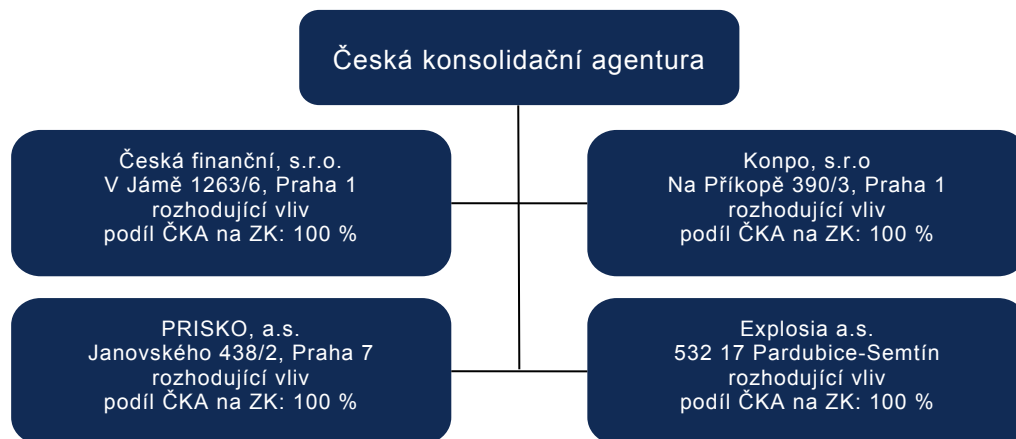 Česká konsolidační agentura
Česká finanční, s.r.o.
V Jámě 1263/6, Praha 1
rozhodující vliv
podíl ČKA na ZK: 100 %
Konpo, s.r.o
Na Příkopě 390/3, Praha 1
rozhodující vliv
podíl ČKA na ZK: 100 %
PRISKO, a.s.
Janovského 438/2, Praha 7
rozhodující vliv
podíl ČKA na ZK: 100 %
Explosia a.s.
532 17 Pardubice-Semtín
rozhodující vliv
podíl ČKA na ZK: 100 %